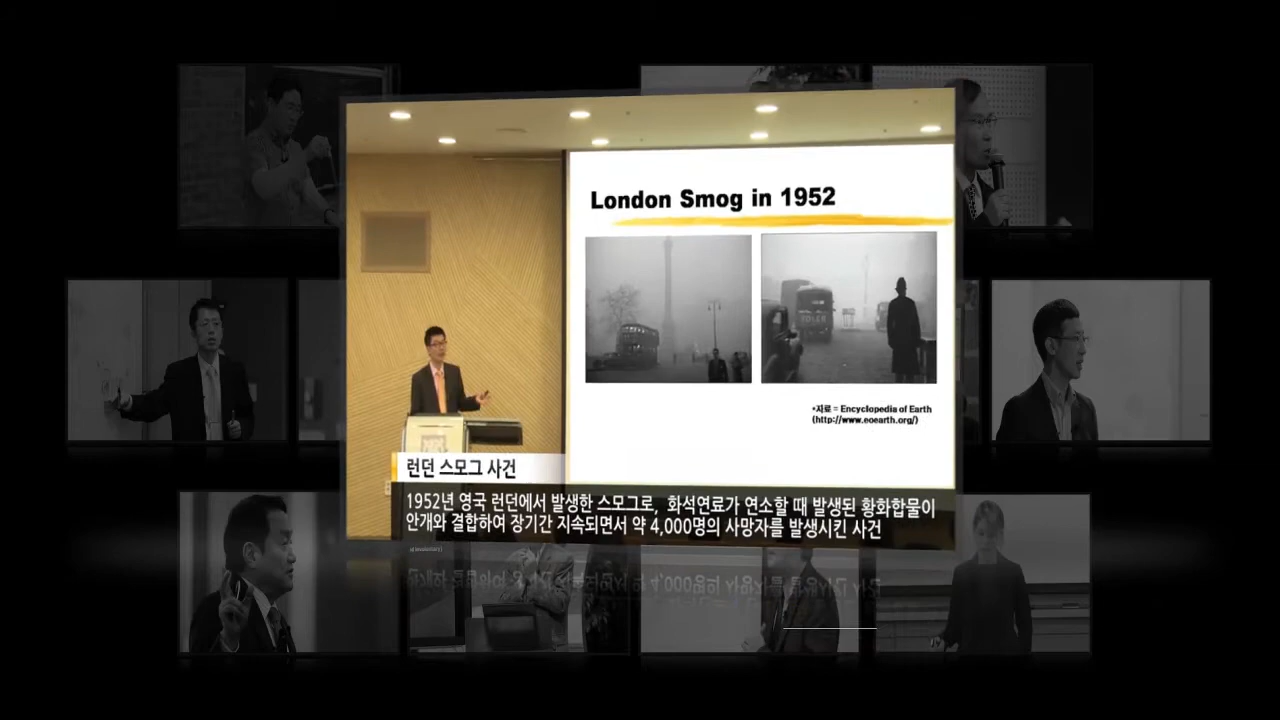 London Smog in 1952
*자료 = Encyclopedia of Earth
(http://www.eoearth.org/)
런던 스모그 사건
1952년 영국 런던에서 발생한 스모그로, 화석연료가 연소할 때 발생된 황화합물이
안개와 결합하여 장기간 지속되면서 약 4,000명의 사망자를 발생시킨 사건